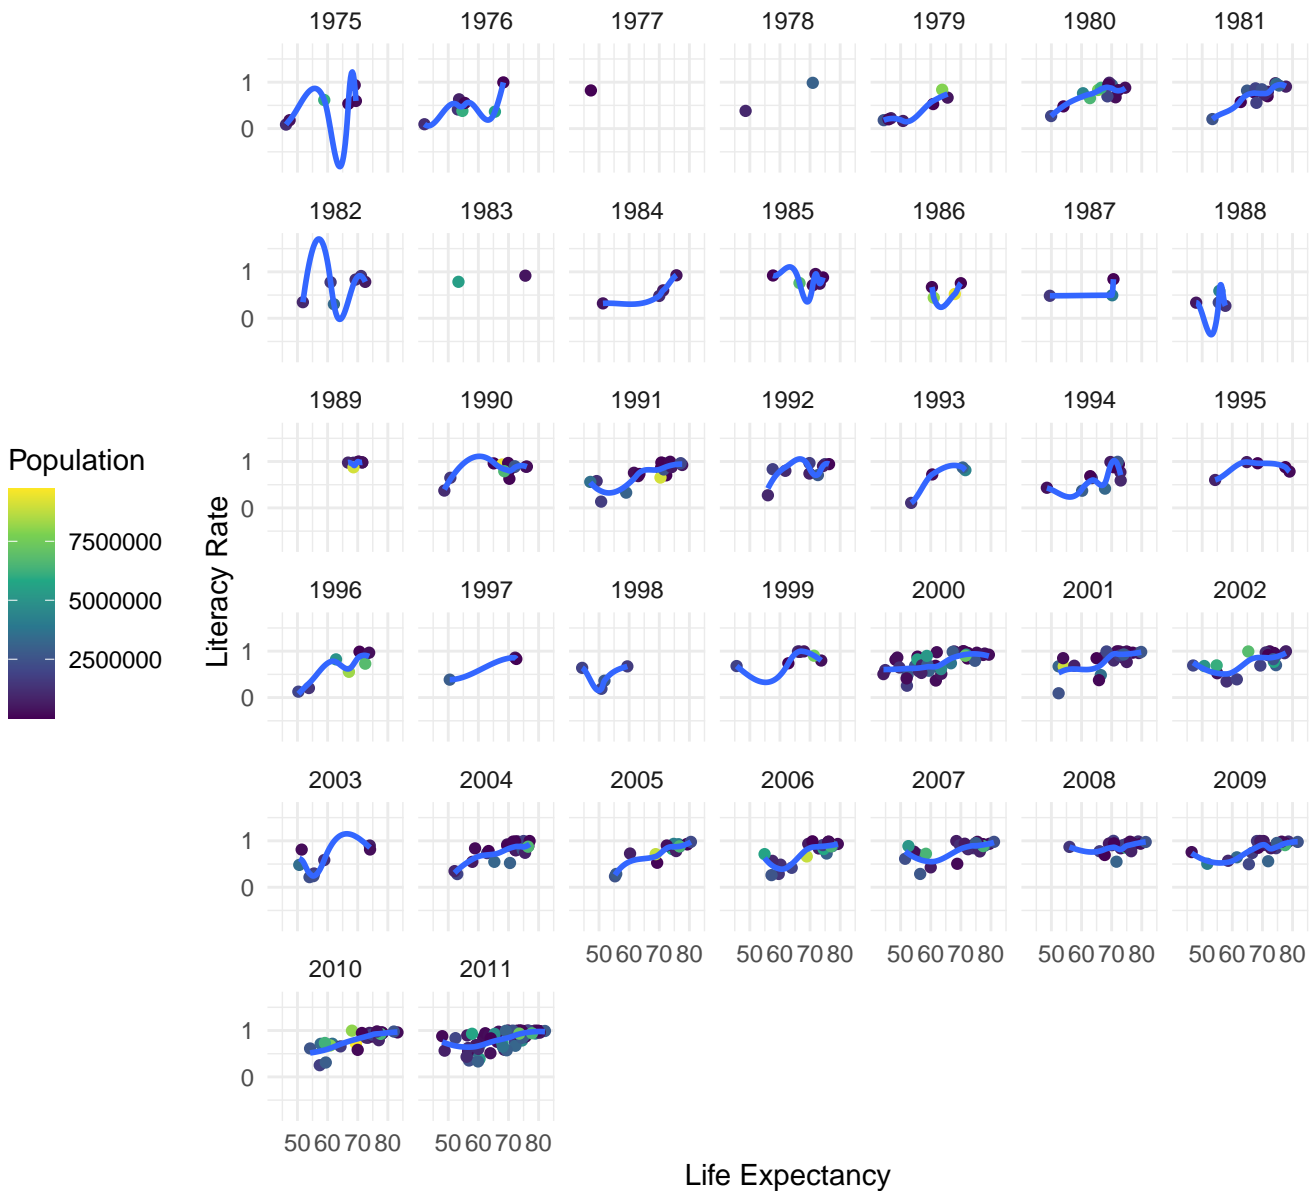 1975 1976 1977 1978 1979 1980 1981
1
0
1982 1983 1984 1985 1986 1987 1988
1
0
1989 1990 1991 1992 1993 1994 1995
1
0
Population
7500000
5000000
2500000
Literacy Rate
1996 1997 1998 1999 2000 2001 2002
1
0
2003 2004 2005 2006 2007 2008 2009
1
0
50 60 70 80 50 60 70 80 50 60 70 80 50 60 70 80 50 60 70 80
2010 2011
1
0
50 60 70 80 50 60 70 80
Life Expectancy